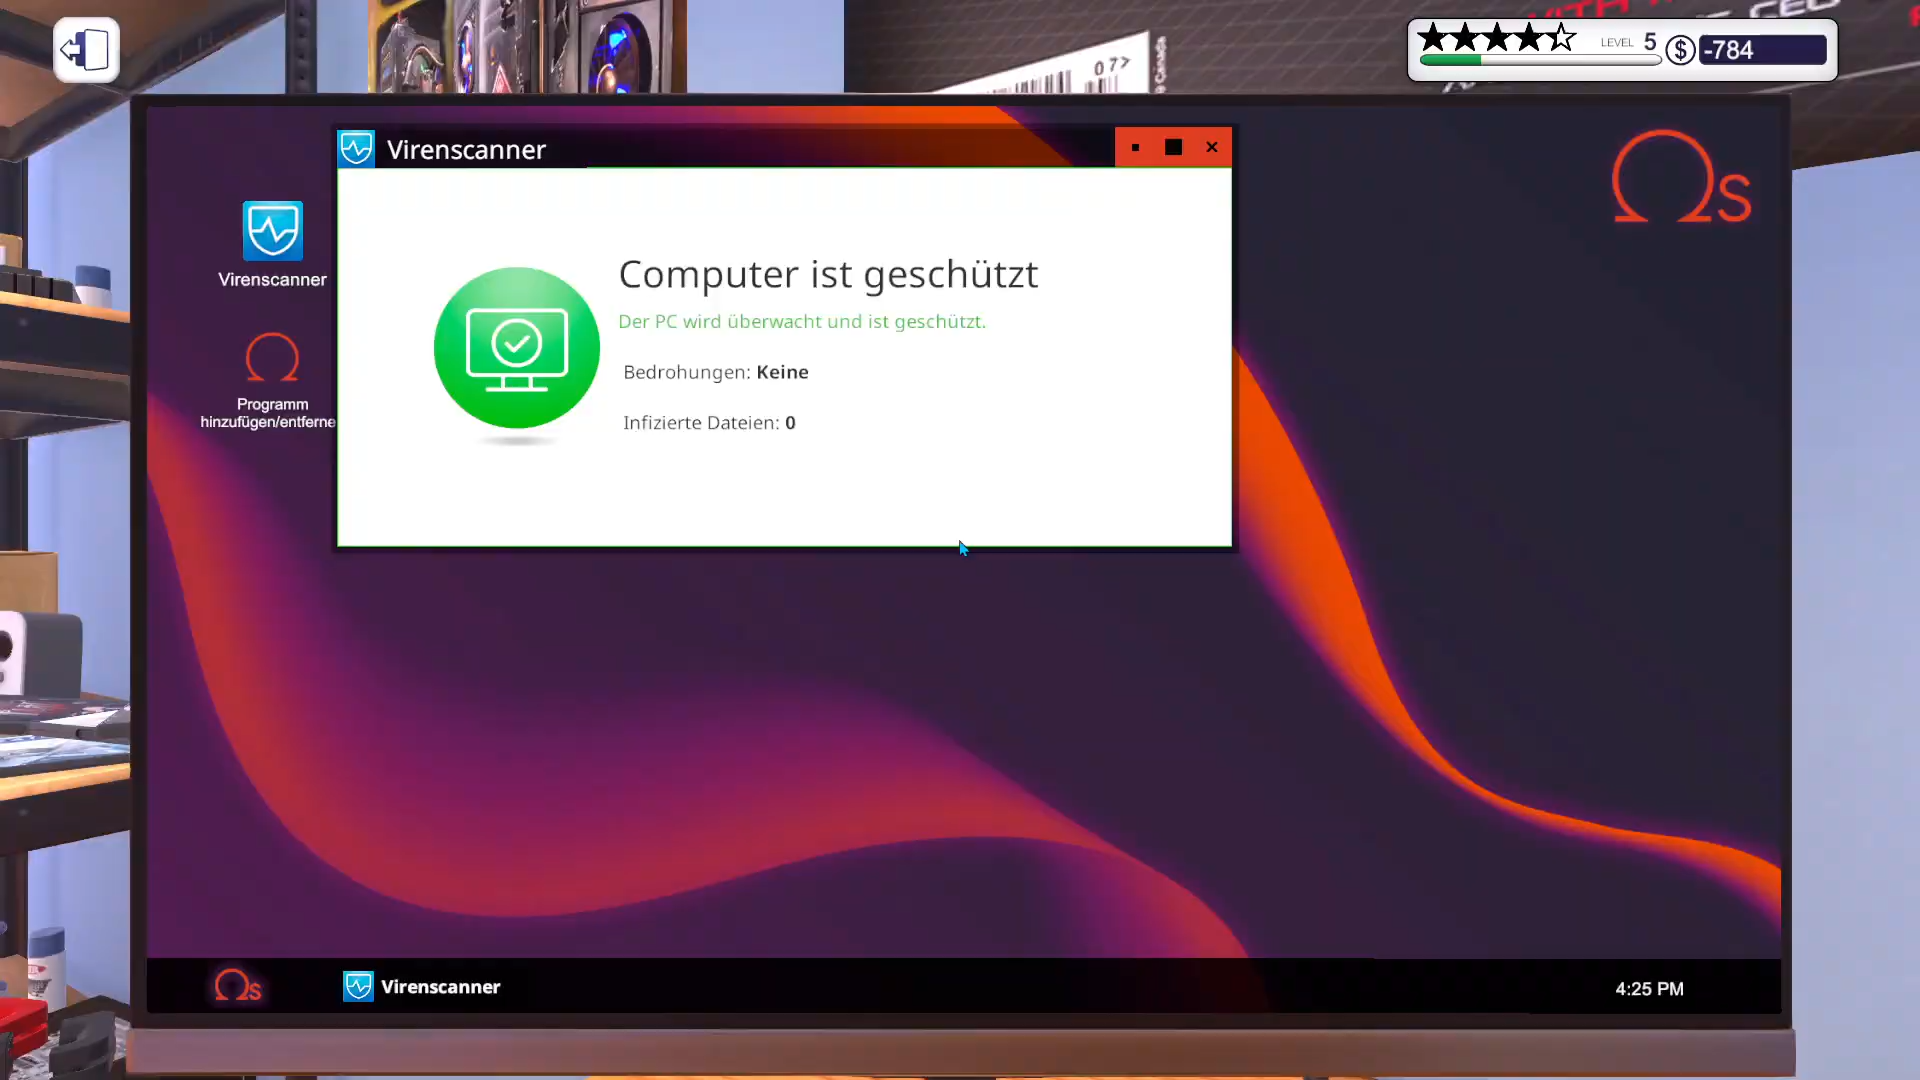 07>
LEVEL 5
$ -784
Virenscanner
Ωs
Virenscanner
Computer ist geschützt
Der PC wird überwacht und ist geschützt.
Bedrohungen: Keine
Infizierte Dateien: 0
Programm
hinzufügen/entferne
Ωs
Virenscanner
4:25 PM